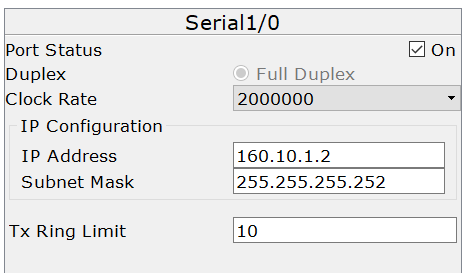 Serial1/0
Port Status On
Duplex Full Duplex
Clock Rate 2000000
IP Configuration
IP Address 160.10.1.2
Subnet Mask 255.255.255.252
Tx Ring Limit 10